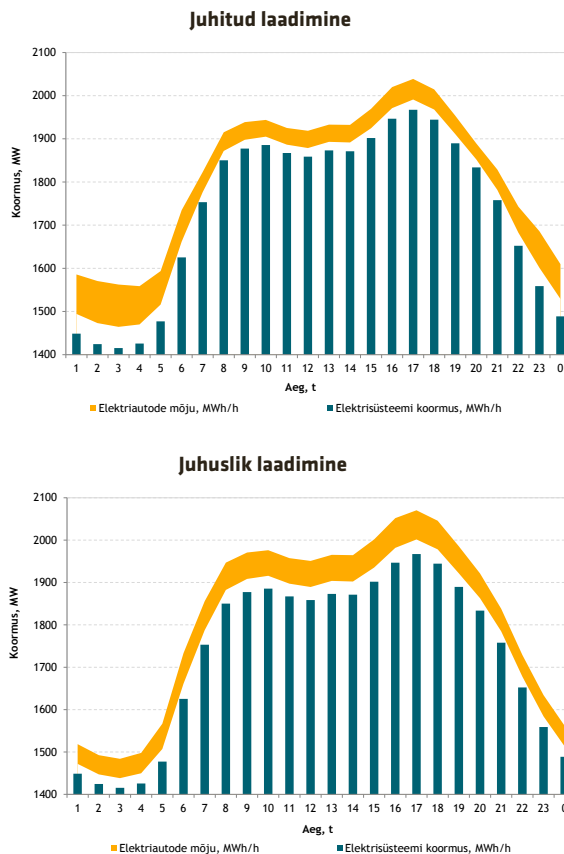 Juhitud laadimine
2100
2000
1900
1800
1700
1600
1500
1400
Koormus, MW
1 2 3 4 5 6 7 8 9 10 11 12 13 14 15 16 17 18 19 20 21 22 23 0
Aeg, t
Elektriautode mõju, MWh/h Elektrisüsteemi koormus, MWh/h
Juhuslik laadimine
2100
2000
1900
1800
1700
1600
1500
1400
Koormus, MW
1 2 3 4 5 6 7 8 9 10 11 12 13 14 15 16 17 18 19 20 21 22 23 0
Aeg, t
Elektriautode mõju, MWh/h Elektrisüsteemi koormus, MWh/h